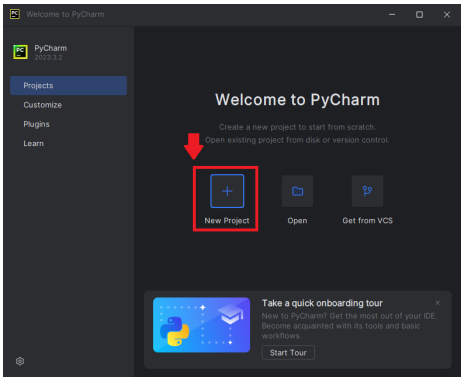 PC Welcome to PyCharm
PC PyCharm
2023.3.2
Projects
Customize
Plugins
Learn
Welcome to PyCharm
Create a new project to start from scratch.
Open existing project from disk or version control.
New Project
Open
Get from VCS
Take a quick onboarding tour
New to PyCharm? Get the most out of your IDE.
Become acquainted with its tools and basic
workflows.
Start Tour